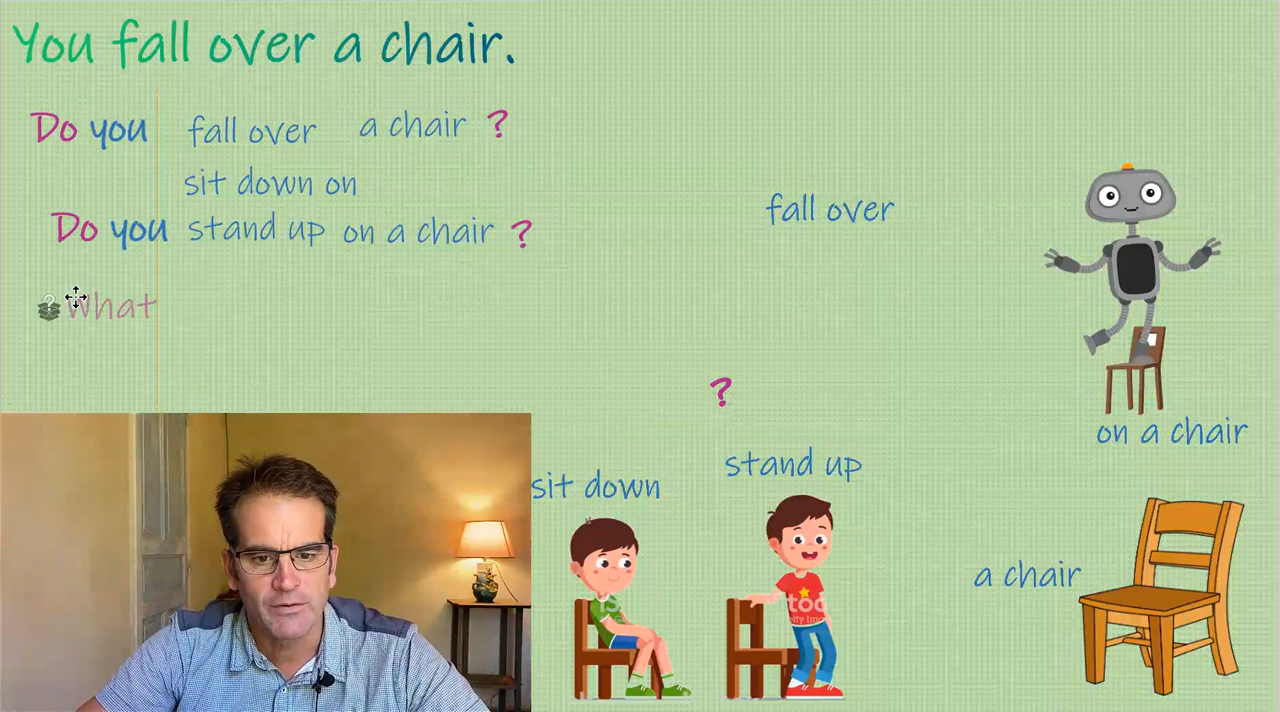 You fall over a chair.
Do you fall over a chair ?
sit down on
Do you stand up on a chair ?
What
fall over
?
on a chair
sit down
stand up
a chair